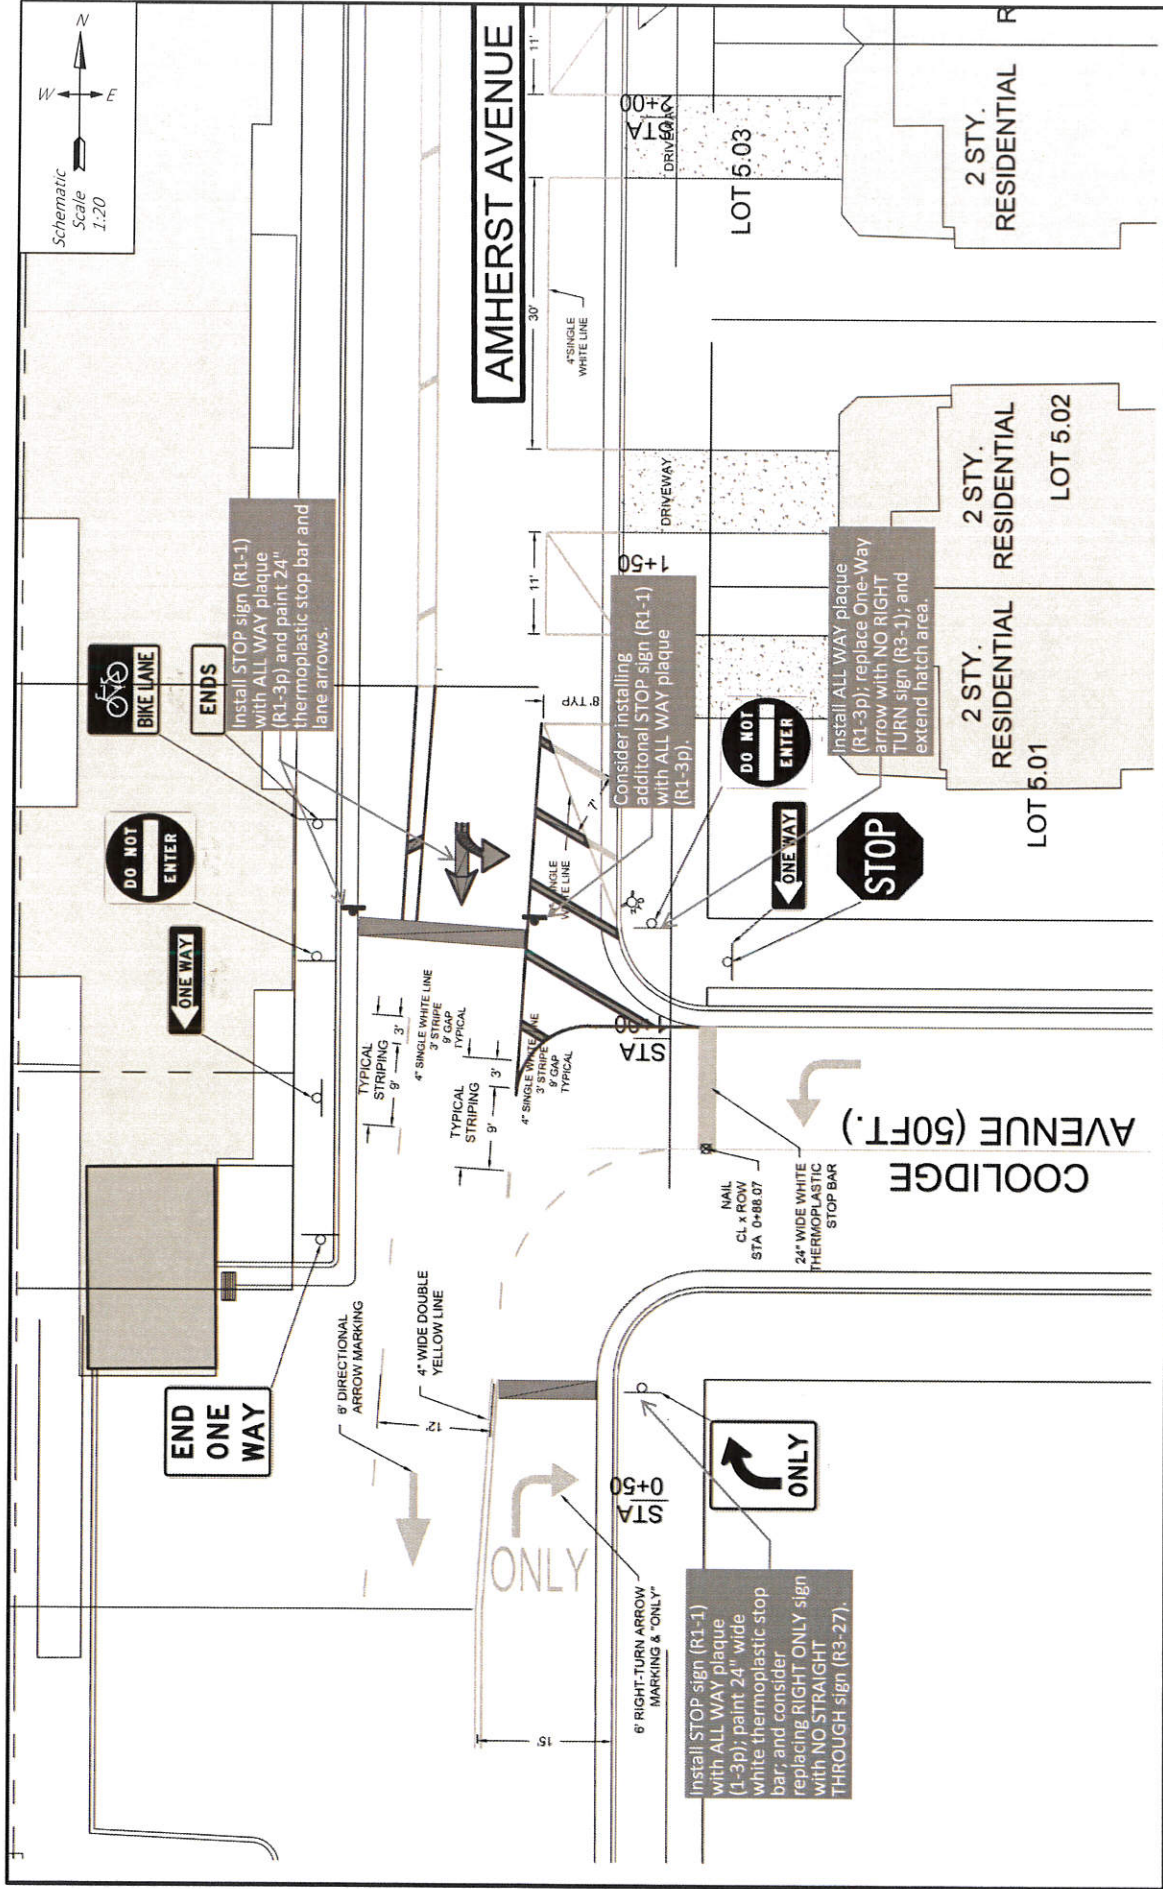 Schematic
Scale
1:20
N
W
E
AMHERST AVENUE
BIKE LANE
ENDS
Install STOP sign (R1-1)
with ALL WAY plaque
(R1-3p) and paint 24"
thermoplastic stop bar and
lane arrows.
DO NOT
ENTER
ONE WAY
END
ONE
WAY
TYPICAL
STRIPING
9'
3'
4" SINGLE WHITE LINE
3' STRIPE
9' GAP
TYPICAL
TYPICAL
STRIPING
9'
3'
4" SINGLE WHITE LINE
3' STRIPE
9' GAP
TYPICAL
6' DIRECTIONAL
ARROW MARKING
4" WIDE DOUBLE
YELLOW LINE
12'
15'
ONLY
6' RIGHT-TURN ARROW
MARKING & "ONLY"
STA
0+50
ONLY
Install STOP sign (R1-1)
with ALL WAY plaque
(1-3p); paint 24" wide
white thermoplastic stop
bar; and consider
replacing RIGHT ONLY sign
with NO STRAIGHT
THROUGH sign (R3-27).
COOLIDGE
AVENUE (50FT.)
NAIL
CL x ROW
STA 0+88.07
24" WIDE WHITE
THERMOPLASTIC
STOP BAR
STA
8' TYP
7'
Consider installing
additonal STOP sign (R1-1)
with ALL WAY plaque
(R1-3p).
DO NOT
ENTER
ONE WAY
STOP
Install ALL WAY plaque
(R1-3p); replace One-Way
arrow with NO RIGHT
TURN sign (R3-1); and
extend hatch area.
1+50
11'
30'
11'
4" SINGLE
WHITE LINE
DRIVEWAY
DRIVEWAY
STA
2+00
LOT 5.03
2 STY.
RESIDENTIAL
2 STY.
RESIDENTIAL
LOT 5.02
2 STY.
RESIDENTIAL
LOT 5.01
R